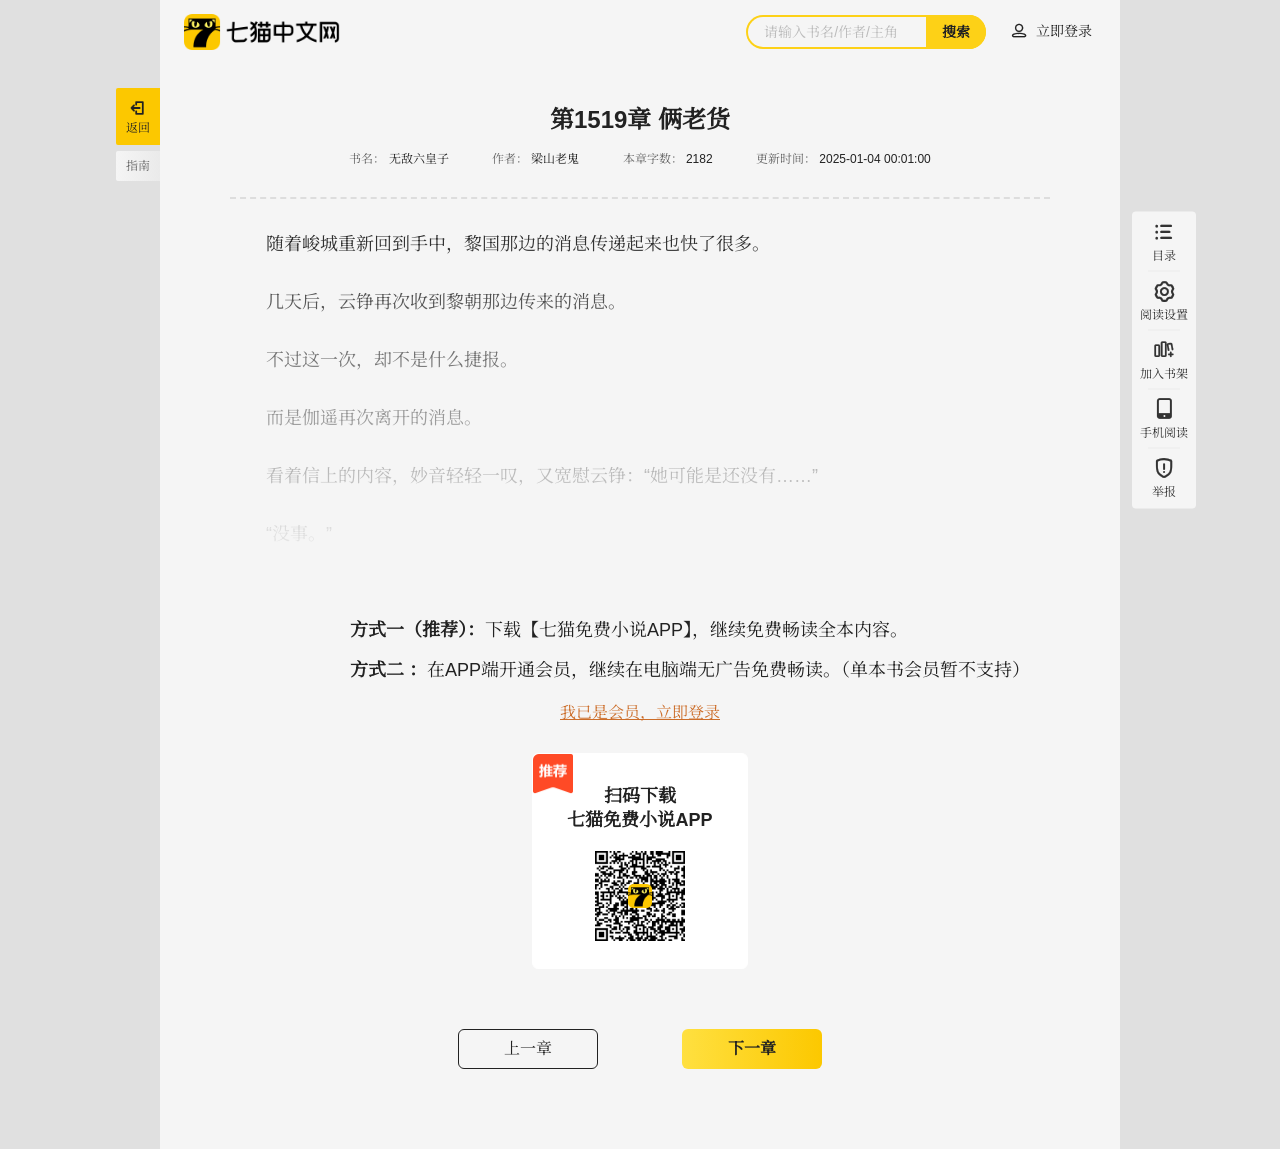 七猫中文网
请输入书名/作者/主角
搜索
立即登录
返回
指南
第1519章 俩老货
书名： 无敌六皇子 作者： 梁山老鬼 本章字数： 2182 更新时间： 2025-01-04 00:01:00
随着峻城重新回到手中，黎国那边的消息传递起来也快了很多。
几天后，云铮再次收到黎朝那边传来的消息。
不过这一次，却不是什么捷报。
而是伽遥再次离开的消息。
看着信上的内容，妙音轻轻一叹，又宽慰云铮：“她可能是还没有……”
“没事。”
目录
阅读设置
加入书架
手机阅读
举报
方式一（推荐）：下载【七猫免费小说APP】，继续免费畅读全本内容。
方式二 ：在APP端开通会员，继续在电脑端无广告免费畅读。（单本书会员暂不支持）
我已是会员，立即登录
推荐
扫码下载
七猫免费小说APP
上一章
下一章